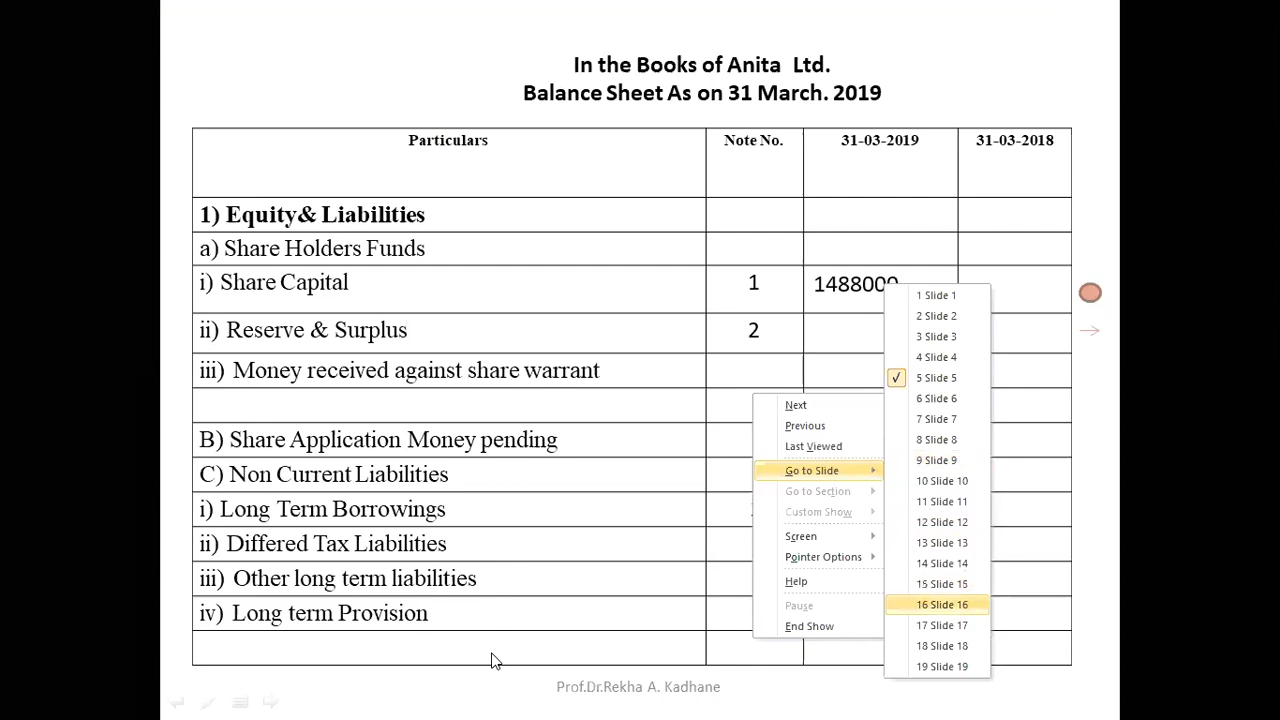 In the Books of Anita Ltd.
Balance Sheet As on 31 March. 2019
Particulars Note No. 31-03-2019 31-03-2018
1) Equity& Liabilities
a) Share Holders Funds
i) Share Capital 1 1488000
ii) Reserve & Surplus 2
iii) Money received against share warrant
B) Share Application Money pending
C) Non Current Liabilities
i) Long Term Borrowings
ii) Differed Tax Liabilities
iii) Other long term liabilities
iv) Long term Provision
Next
Previous
Last Viewed
Go to Slide
Go to Section
Custom Show
Screen
Pointer Options
Help
Pause
End Show
1 Slide 1
2 Slide 2
3 Slide 3
4 Slide 4
5 Slide 5
6 Slide 6
7 Slide 7
8 Slide 8
9 Slide 9
10 Slide 10
11 Slide 11
12 Slide 12
13 Slide 13
14 Slide 14
15 Slide 15
16 Slide 16
17 Slide 17
18 Slide 18
19 Slide 19
Prof.Dr.Rekha A. Kadhane